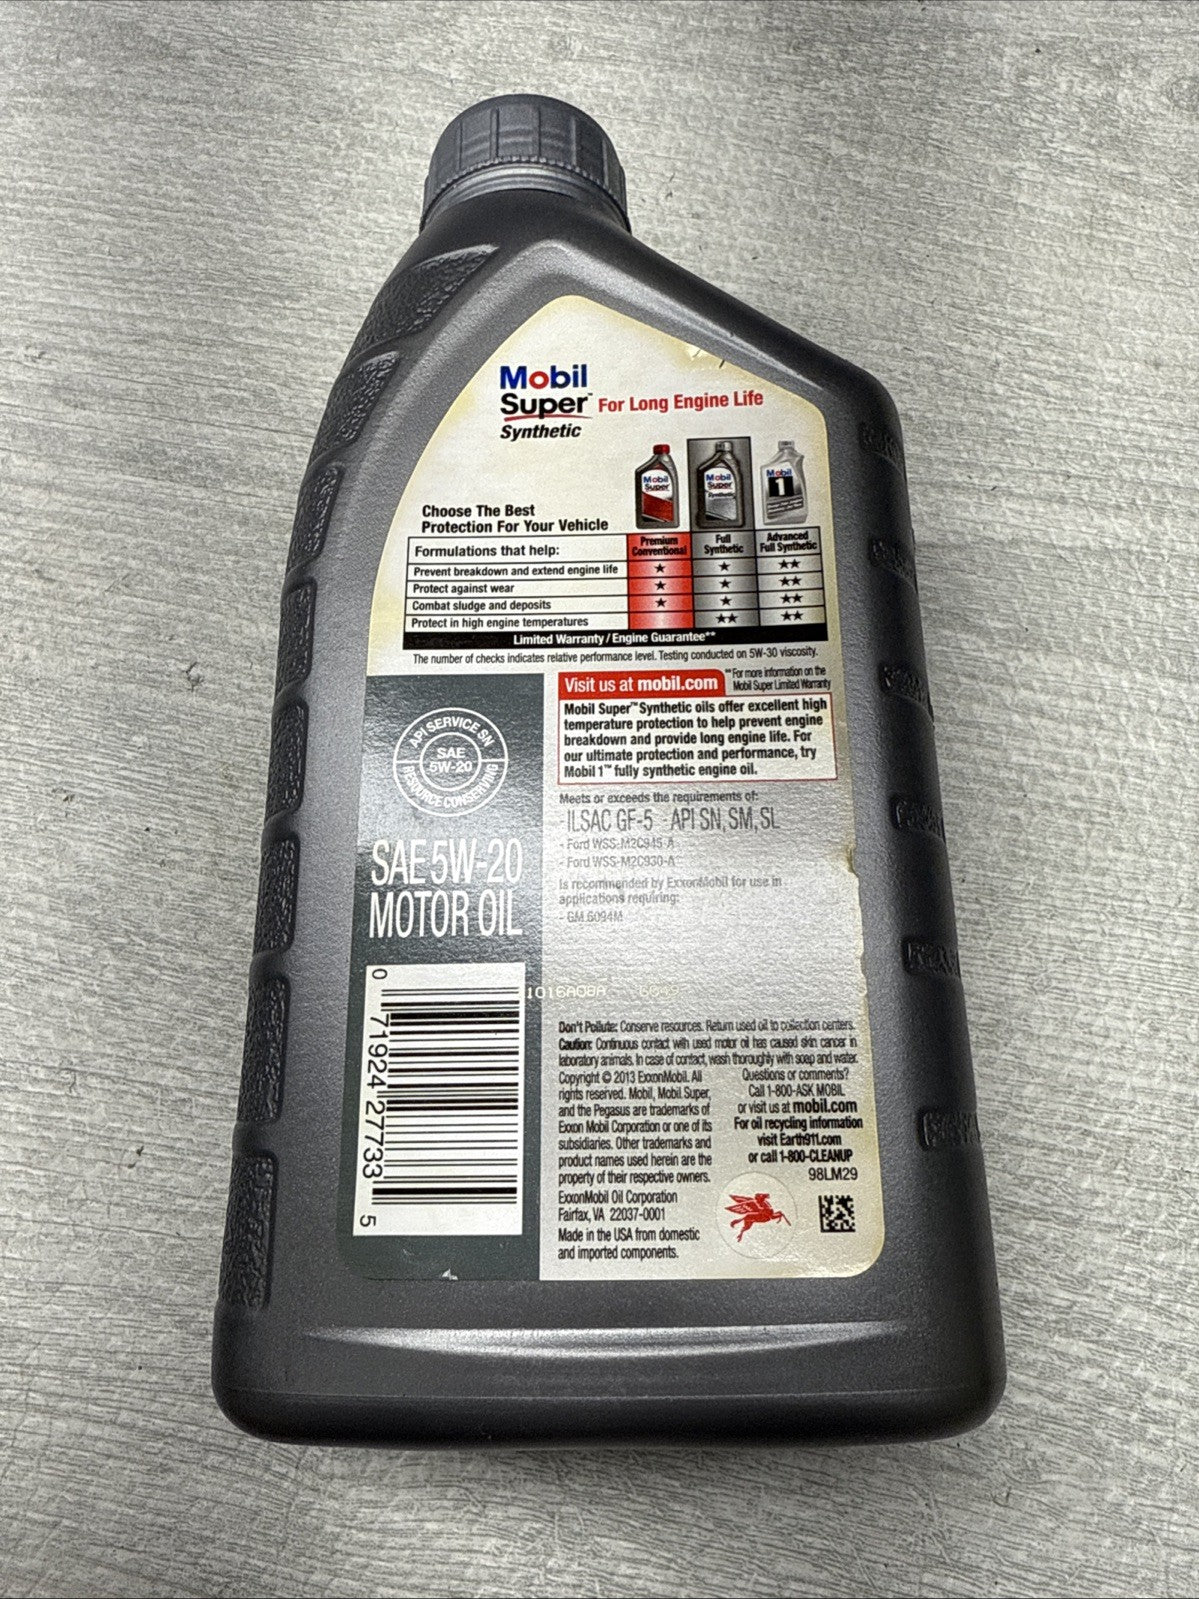 Mobil
Super™
Synthetic
For Long Engine Life
Mobil
Super
Mobil
Super
Synthetic
Mobil
1
Choose The Best
Protection For Your Vehicle
Formulations that help:
Premium
Conventional
Full
Synthetic
Advanced
Full Synthetic
Prevent breakdown and extend engine life ★ ★ ★★
Protect against wear ★ ★ ★★
Combat sludge and deposits ★ ★ ★★
Protect in high engine temperatures ★★ ★★
Limited Warranty / Engine Guarantee**
The number of checks indicates relative performance level. Testing conducted on 5W-30 viscosity.
Visit us at mobil.com
**For more information on the
Mobil Super Limited Warranty
Mobil Super™ Synthetic oils offer excellent high
temperature protection to help prevent engine
breakdown and provide long engine life. For
our ultimate protection and performance, try
Mobil 1™ fully synthetic engine oil.
API SERVICE SN
SAE
5W-20
RESOURCE CONSERVING
SAE 5W-20
MOTOR OIL
Meets or exceeds the requirements of:
- ILSAC GF-5 - API SN, SM, SL
- Ford WSS-M2C945-A
- Ford WSS-M2C930-A
Is recommended by ExxonMobil for use in
applications requiring:
- GM 6094M
1016A00A
0 71924 27733 5
Don't Pollute: Conserve resources. Return used oil to collection centers.
Caution: Continuous contact with used motor oil has caused skin cancer in
laboratory animals. In case of contact, wash thoroughly with soap and water.
Copyright © 2013 ExxonMobil. All
rights reserved. Mobil, Mobil Super,
and the Pegasus are trademarks of
Exxon Mobil Corporation or one of its
subsidiaries. Other trademarks and
product names used herein are the
property of their respective owners.
ExxonMobil Oil Corporation
Fairfax, VA 22037-0001
Made in the USA from domestic
and imported components.
Questions or comments?
Call 1-800-ASK MOBIL
or visit us at mobil.com
For oil recycling information
visit Earth911.com
or call 1-800-CLEANUP
98LM29